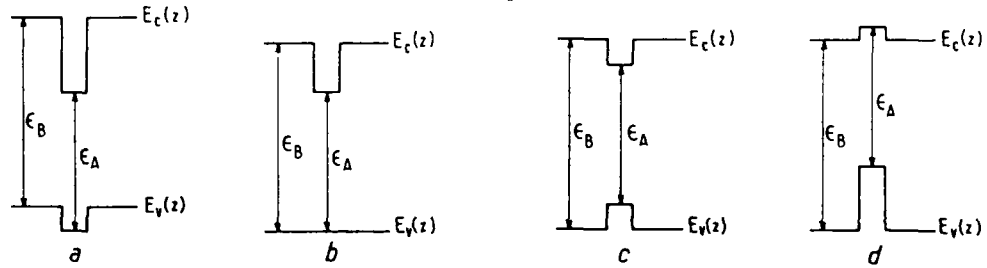 E_c(z)
ϵ_B
ϵ_A
E_v(z)
a
E_c(z)
ϵ_B
ϵ_A
E_v(z)
b
E_c(z)
ϵ_B
ϵ_A
E_v(z)
c
E_c(z)
ϵ_B
ϵ_A
E_v(z)
d